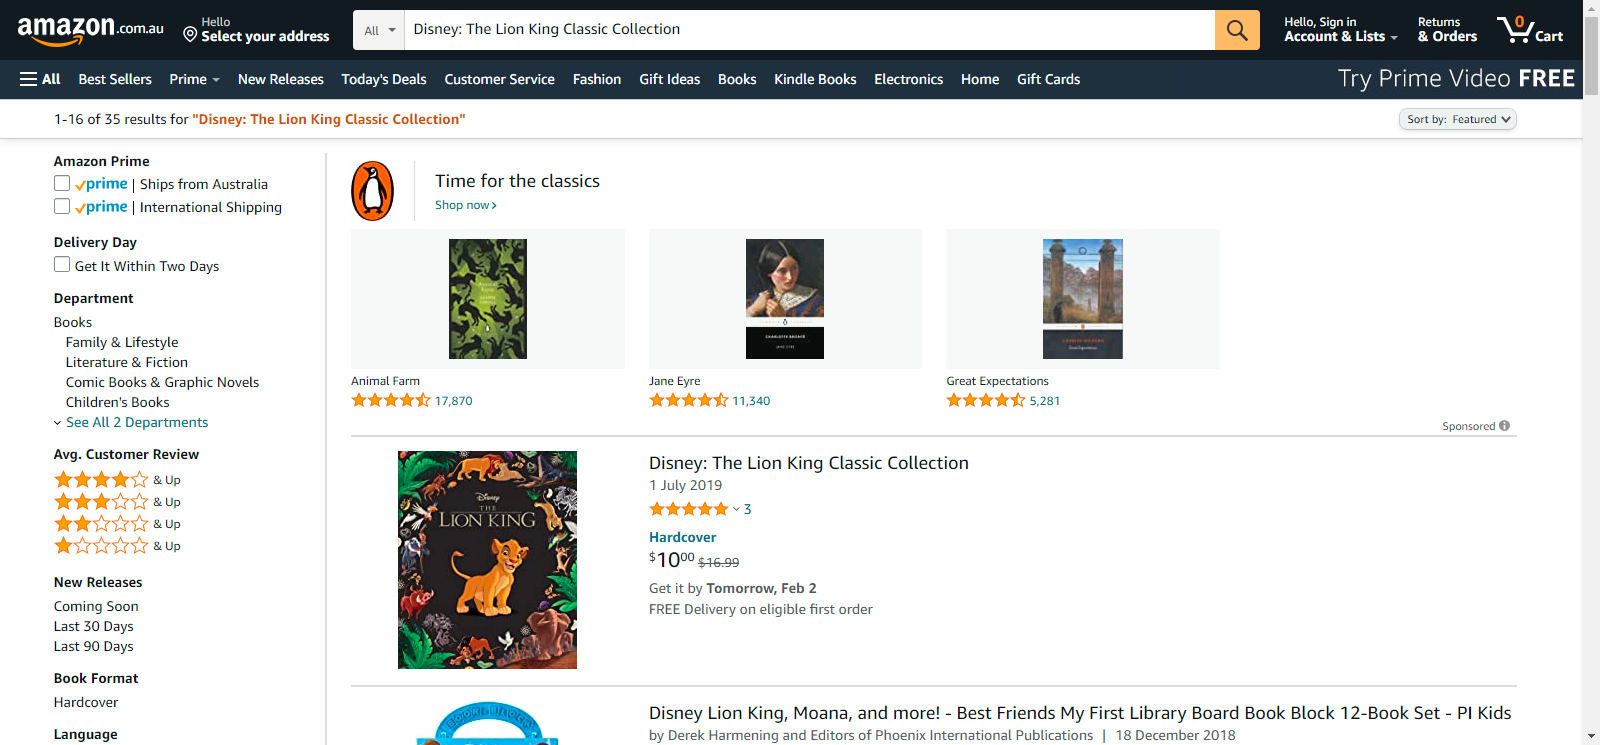 amazon.com.au
Hello
Select your address
All
Disney: The Lion King Classic Collection
Hello, Sign in
Account & Lists
Returns
& Orders
0
Cart
All
Best Sellers
Prime
New Releases
Today's Deals
Customer Service
Fashion
Gift Ideas
Books
Kindle Books
Electronics
Home
Gift Cards
Try Prime Video FREE
1-16 of 35 results for "Disney: The Lion King Classic Collection"
Sort by: Featured
Amazon Prime
prime | Ships from Australia
prime | International Shipping
Delivery Day
Get It Within Two Days
Department
Books
Family & Lifestyle
Literature & Fiction
Comic Books & Graphic Novels
Children's Books
See All 2 Departments
Avg. Customer Review
& Up
& Up
& Up
& Up
New Releases
Coming Soon
Last 30 Days
Last 90 Days
Book Format
Hardcover
Language
Time for the classics
Shop now
CHARLOTTE BRONTË
JANE EYRE
Animal Farm
17,870
Jane Eyre
11,340
Great Expectations
5,281
Sponsored
Disney
THE
LION KING
Disney: The Lion King Classic Collection
1 July 2019
3
Hardcover
$1000 $16.99
Get it by Tomorrow, Feb 2
FREE Delivery on eligible first order
Disney Lion King, Moana, and more! - Best Friends My First Library Board Book Block 12-Book Set - PI Kids
by Derek Harmening and Editors of Phoenix International Publications | 18 December 2018